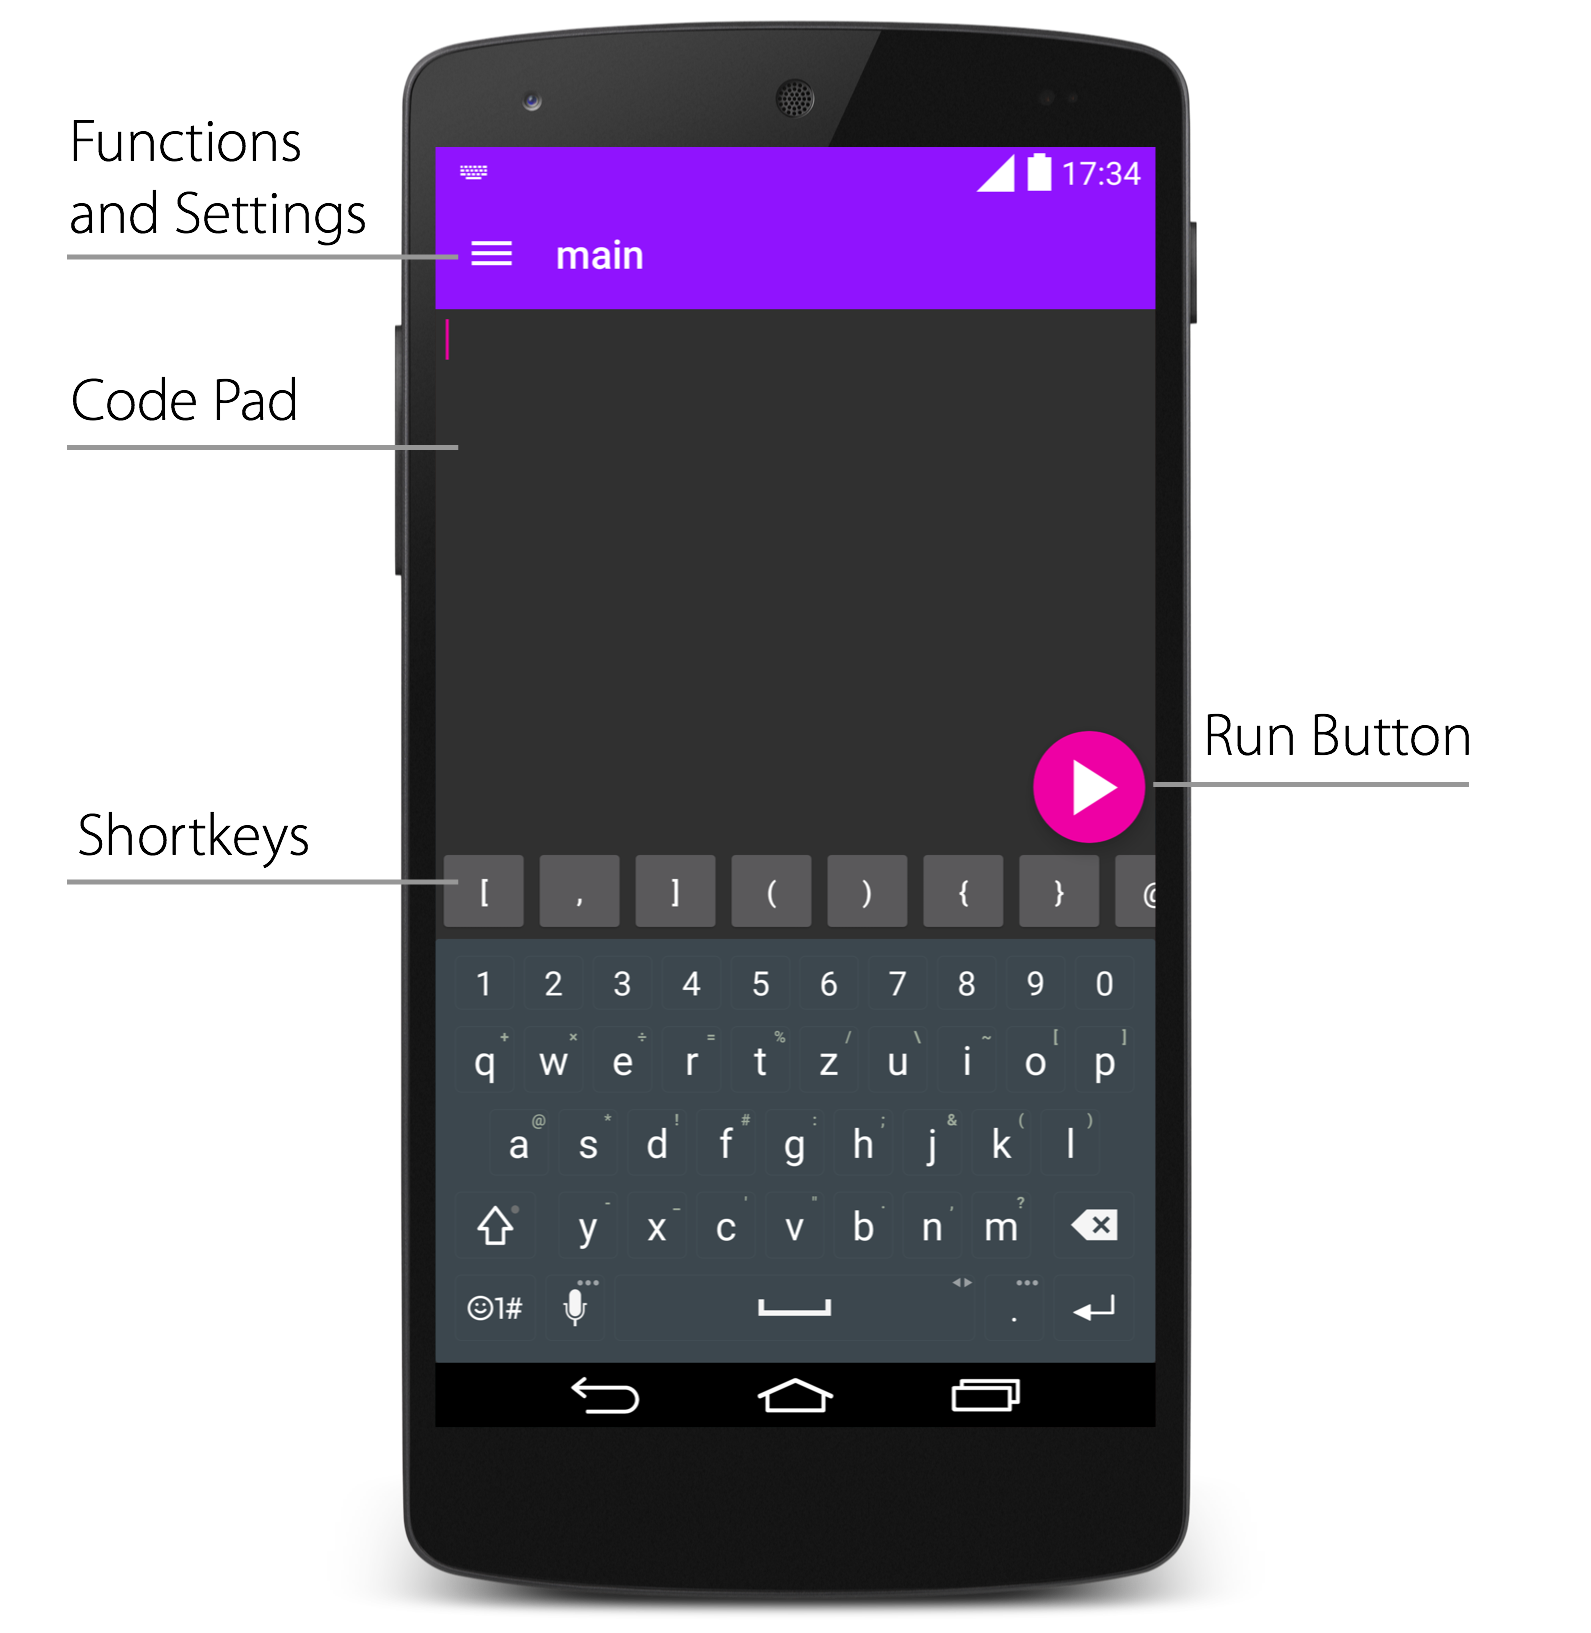 Functions
and Settings
17:34
main
Code Pad
Run Button
Shortkeys
[ , ] ( ) { } @
1 2 3 4 5 6 7 8 9 0
+ × ÷ = % / \ ~ [ ]
q w e r t z u i o p
@ * ! # : ; & ( )
a s d f g h j k l
- _ ' " . , ?
y x c v b n m
1# .